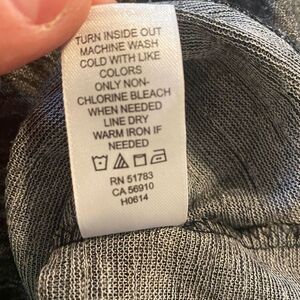 TURN INSIDE OUT
MACHINE WASH
COLD WITH LIKE
COLORS
ONLY NON-
CHLORINE BLEACH
WHEN NEEDED
LINE DRY
WARM IRON IF
NEEDED
RN 51783
CA 56910
H0614